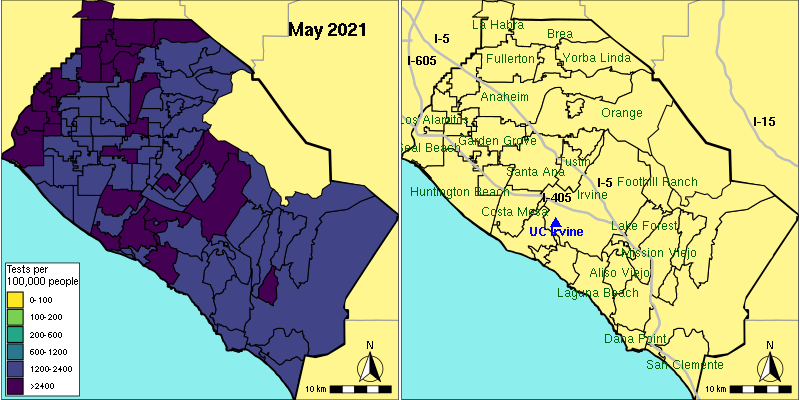 May 2021
Tests per
100,000 people
0-100
100-200
200-600
600-1200
1200-2400
>2400
N
10 km
La Habra
Brea
I-5
I-605
Fullerton
Yorba Linda
Anaheim
Orange
Los Alamitos
I-15
Garden Grove
Seal Beach
Tustin
Santa Ana
I-5
Foothill Ranch
Huntington Beach
I-405
Irvine
Costa Mesa
UC Irvine
Lake Forest
Mission Viejo
Aliso Viejo
Laguna Beach
Dana Point
San Clemente
N
10 km